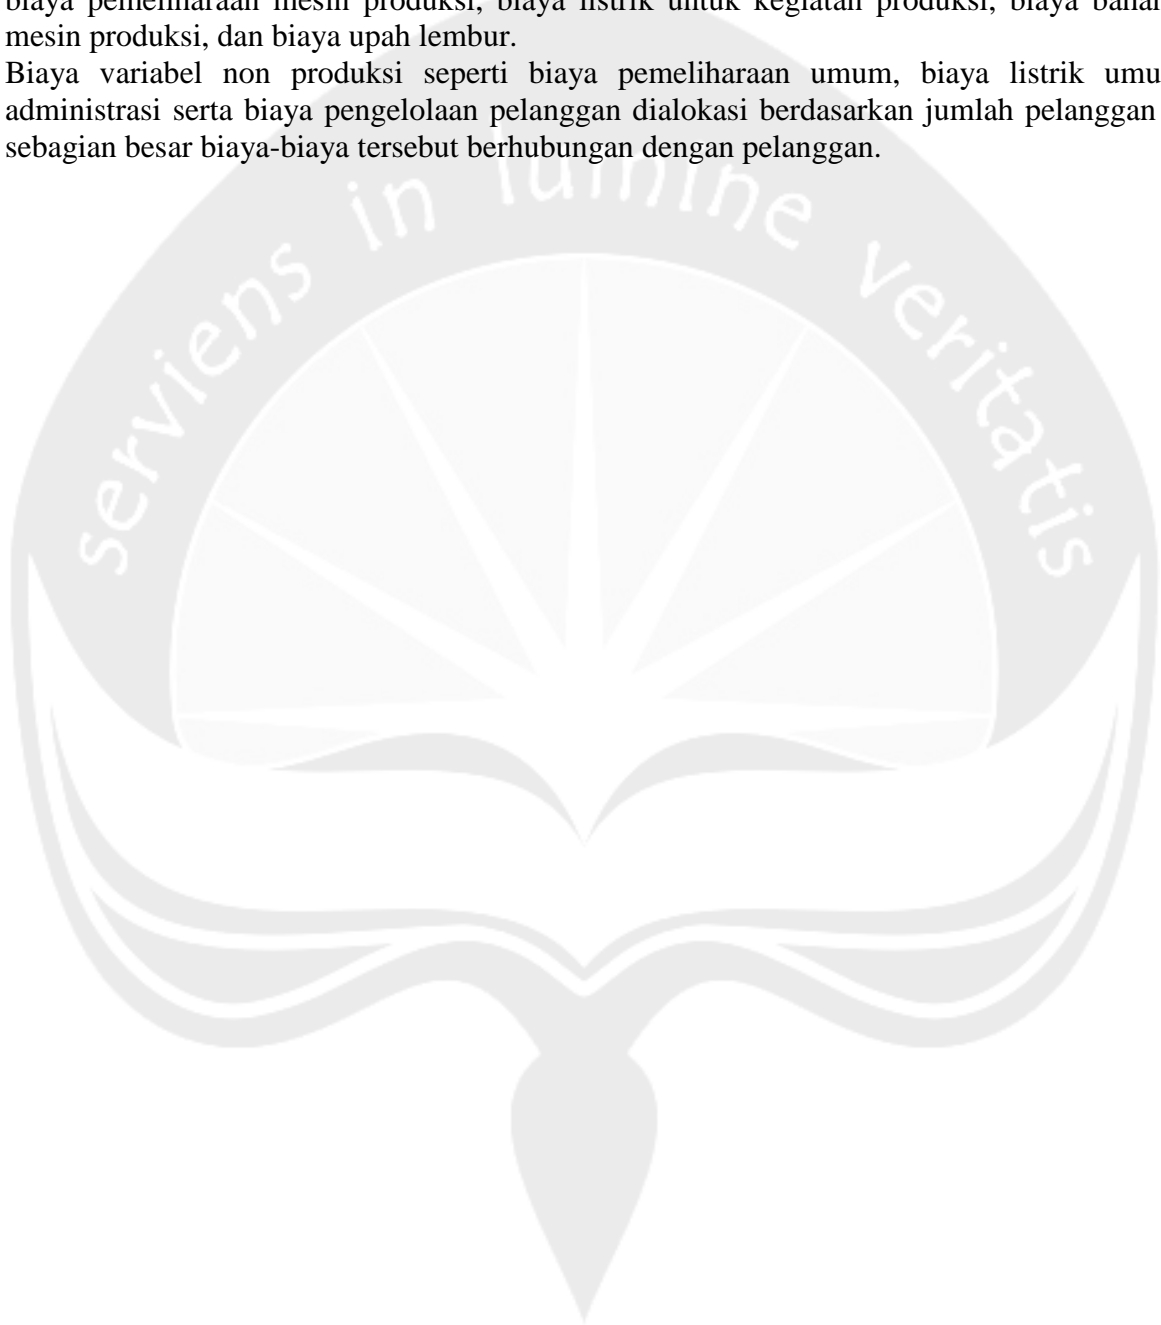 biaya pemeliharaan mesin produksi, biaya listrik untuk kegiatan produksi, biaya bahan
mesin produksi, dan biaya upah lembur.
Biaya variabel non produksi seperti biaya pemeliharaan umum, biaya listrik umu
administrasi serta biaya pengelolaan pelanggan dialokasi berdasarkan jumlah pelanggan
sebagian besar biaya-biaya tersebut berhubungan dengan pelanggan.
serviens in lumine veritatis